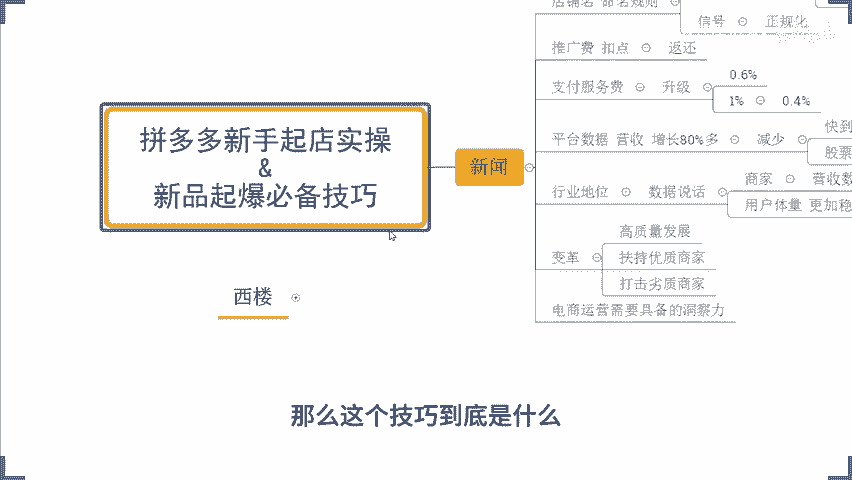 店铺名 命名规则
信号 正规化
推广费 扣点 返还
支付服务费 升级 0.6%
1% 0.4%
平台数据 营收 增长80%多 减少 快到
股票
行业地位 数据说话 商家 营收数
用户体量 更加稳
变革 高质量发展
扶持优质商家
打击劣质商家
电商运营需要具备的洞察力
新闻
拼多多新手起店实操
&
新品起爆必备技巧
西楼
那么这个技巧到底是什么